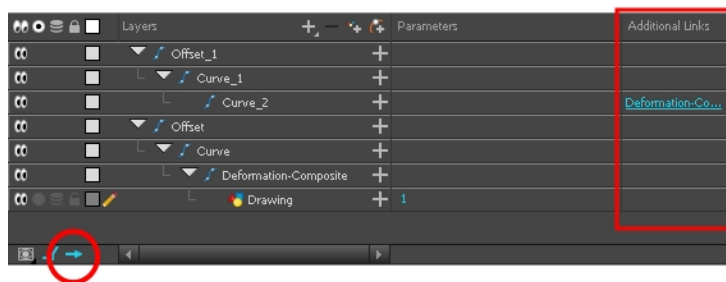 Layers Parameters Additional Links
Offset_1
Curve_1
Curve_2 Deformation-Co...
Offset
Curve
Deformation-Composite
Drawing 1